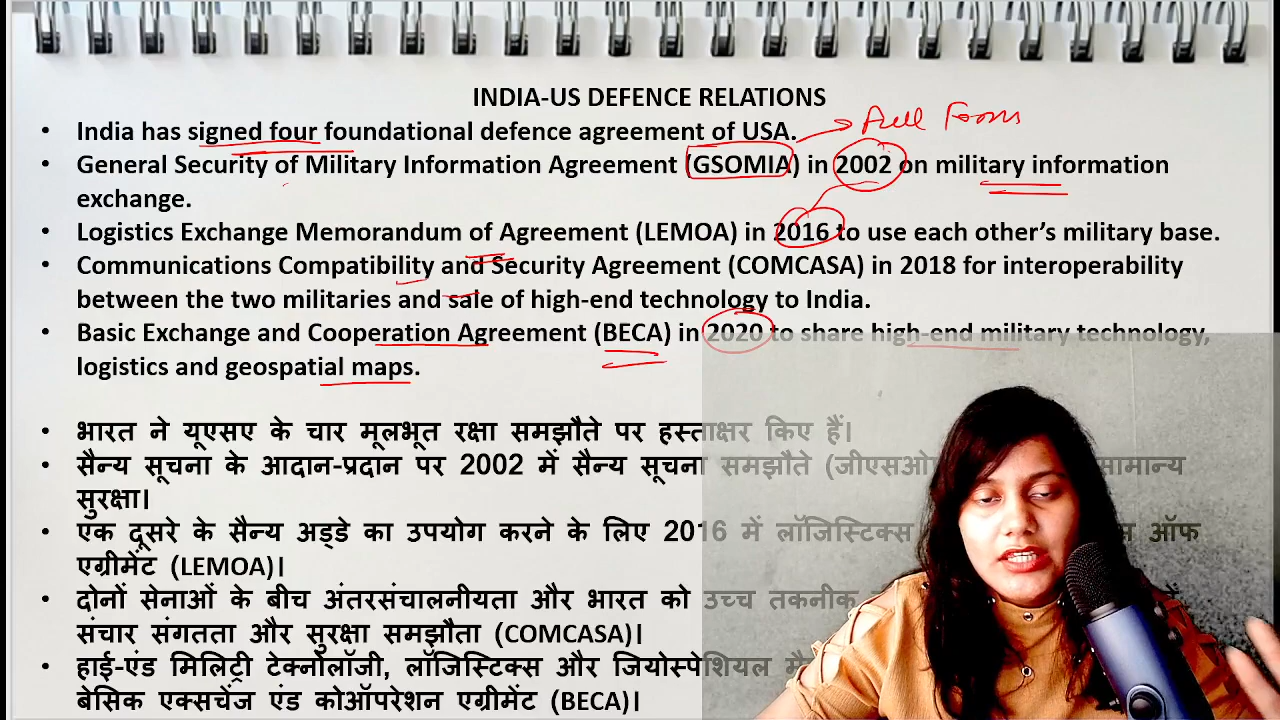 INDIA-US DEFENCE RELATIONS
• India has signed four foundational defence agreement of USA.
Full Form
• General Security of Military Information Agreement (GSOMIA) in 2002 on military information
exchange.
• Logistics Exchange Memorandum of Agreement (LEMOA) in 2016 to use each other’s military base.
• Communications Compatibility and Security Agreement (COMCASA) in 2018 for interoperability
between the two militaries and sale of high-end technology to India.
• Basic Exchange and Cooperation Agreement (BECA) in 2020 to share high-end military technology,
logistics and geospatial maps.
• भारत ने यूएसए के चार मूलभूत रक्षा समझौते पर हस्ताक्षर किए हैं।
• सैन्य सूचना के आदान-प्रदान पर 2002 में सैन्य सूचना समझौते (जीएसओ सामान्य
सुरक्षा।
• एक दूसरे के सैन्य अड्डे का उपयोग करने के लिए 2016 में लॉजिस्टिक्स ऑफ
एग्रीमेंट (LEMOA)।
• दोनों सेनाओं के बीच अंतरसंचालनीयता और भारत को उच्च तकनीक
संचार संगतता और सुरक्षा समझौता (COMCASA)।
• हाई-एंड मिलिट्री टेक्नोलॉजी, लॉजिस्टिक्स और जियोस्पेशियल
बेसिक एक्सचेंज एंड कोऑपरेशन एग्रीमेंट (BECA)।